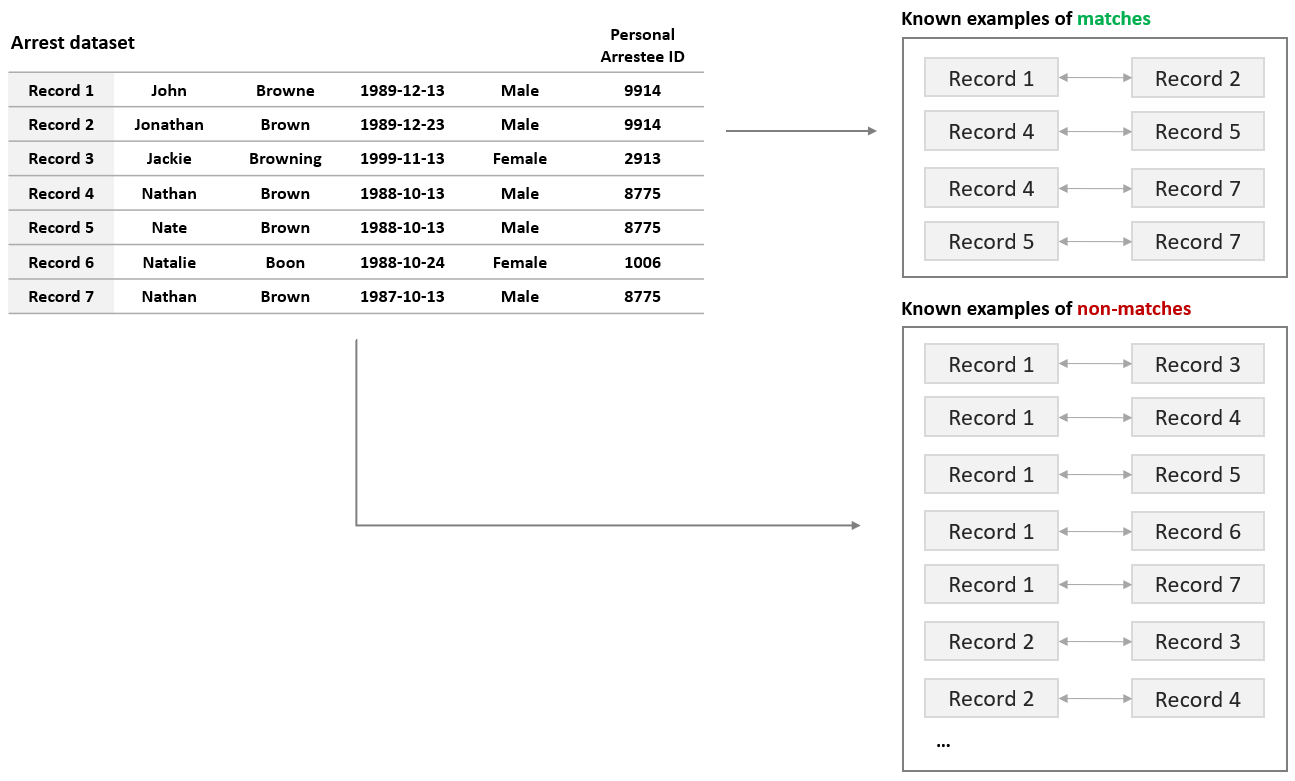 Arrest dataset
Personal
Arrestee ID
Record 1 John Browne 1989-12-13 Male 9914
Record 2 Jonathan Brown 1989-12-23 Male 9914
Record 3 Jackie Browning 1999-11-13 Female 2913
Record 4 Nathan Brown 1988-10-13 Male 8775
Record 5 Nate Brown 1988-10-13 Male 8775
Record 6 Natalie Boon 1988-10-24 Female 1006
Record 7 Nathan Brown 1987-10-13 Male 8775
Known examples of matches
Record 1 Record 2
Record 4 Record 5
Record 4 Record 7
Record 5 Record 7
Known examples of non-matches
Record 1 Record 3
Record 1 Record 4
Record 1 Record 5
Record 1 Record 6
Record 1 Record 7
Record 2 Record 3
Record 2 Record 4
...